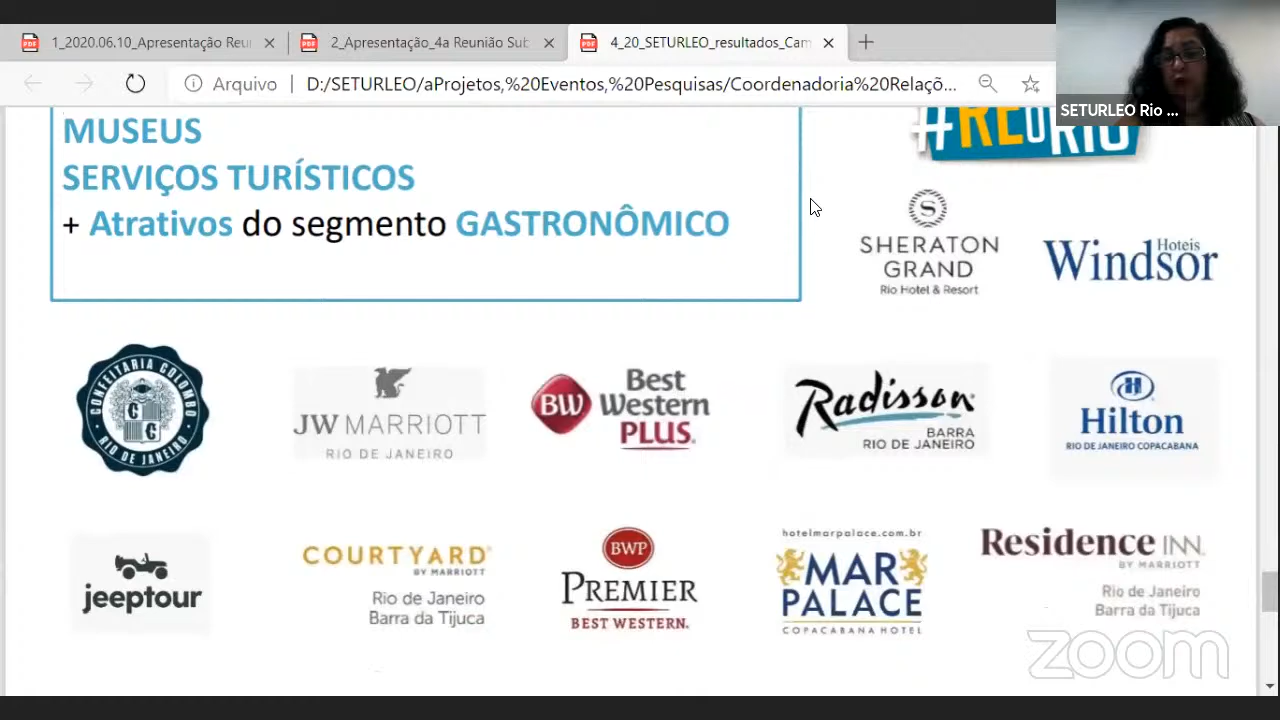 1_2020.06.10_Apresentação Reu
2_Apresentação_4a Reunião Sub
4_20_SETURLEO_resultados_Cam
Arquivo
D:/SETURLEO/aProjetos,%20Eventos,%20Pesquisas/Coordenadoria%20Relaçõ...
SETURLEO Rio ...
MUSEUS
SERVIÇOS TURÍSTICOS
+ Atrativos do segmento GASTRONÔMICO
#REURIO
S
SHERATON
GRAND
Rio Hotel & Resort
Hoteis
Windsor
CONFEITARIA COLOMBO
C C
RIO DE JANEIRO
JW MARRIOTT
RIO DE JANEIRO
BW
Best
Western
PLUS.
Radisson
BARRA
RIO DE JANEIRO
H
Hilton
RIO DE JANEIRO COPACABANA
jeeptour
COURTYARD
BY MARRIOTT
Rio de Janeiro
Barra da Tijuca
BWP
PREMIER
BEST WESTERN.
hotelmarpalace.com.br
MAR
PALACE
COPACABANA HOTEL
Residence INN.
BY MARRIOTT
Rio de Janeiro
Barra da Tijuca
zoom